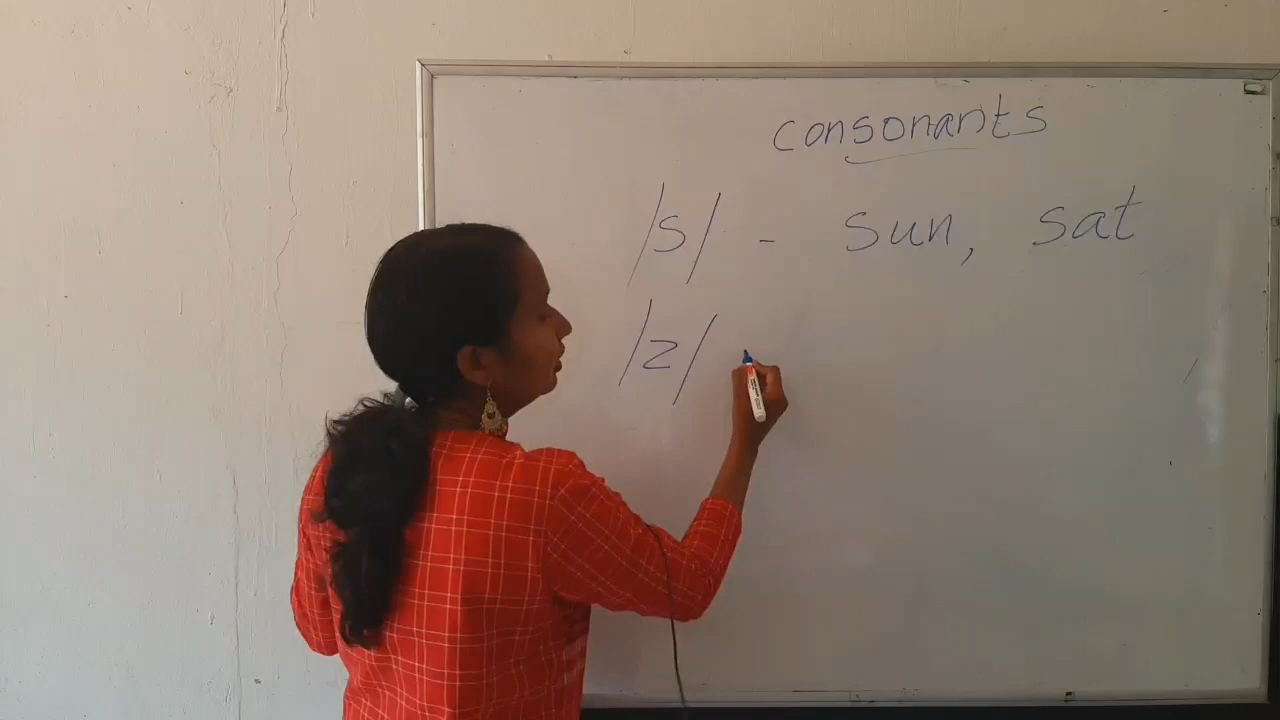 consonants
/s/ - sun, sat
/z/